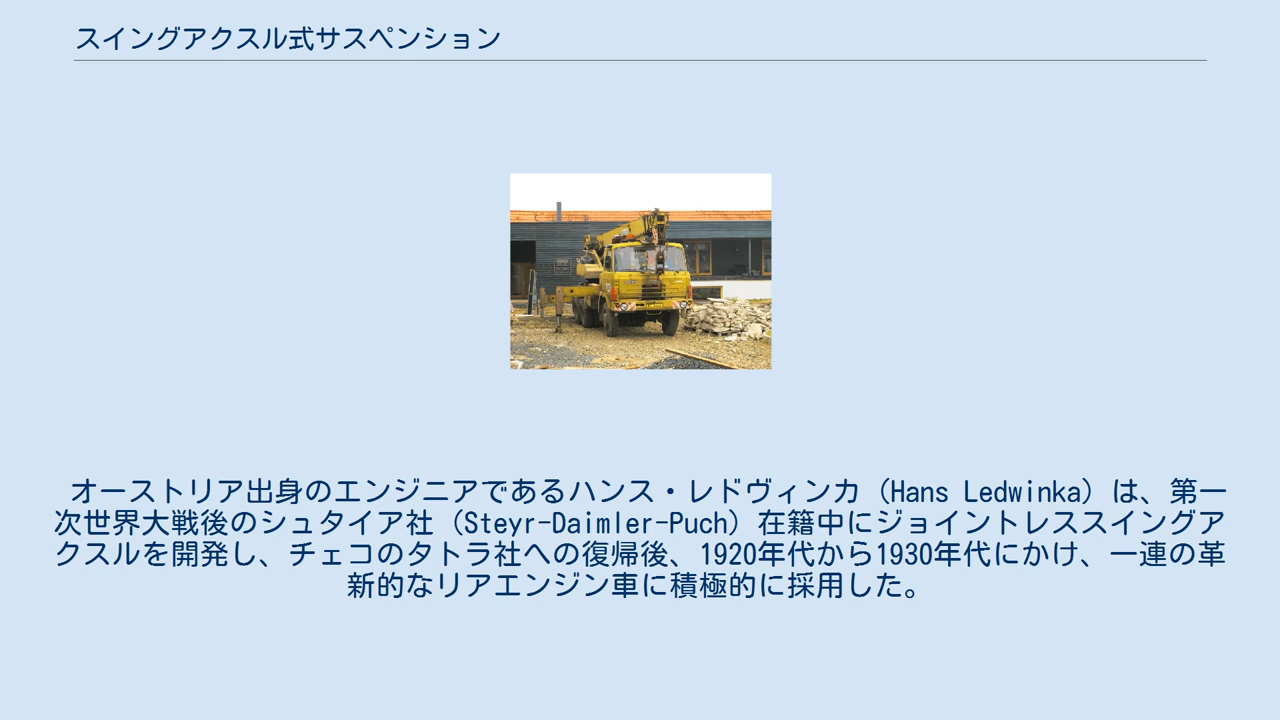 スイングアクスル式サスペンション
オーストリア出身のエンジニアであるハンス・レドヴィンカ（Hans Ledwinka）は、第一
次世界大戦後のシュタイア社（Steyr-Daimler-Puch）在籍中にジョイントレススイングア
クスルを開発し、チェコのタトラ社への復帰後、1920年代から1930年代にかけ、一連の革
新的なリアエンジン車に積極的に採用した。